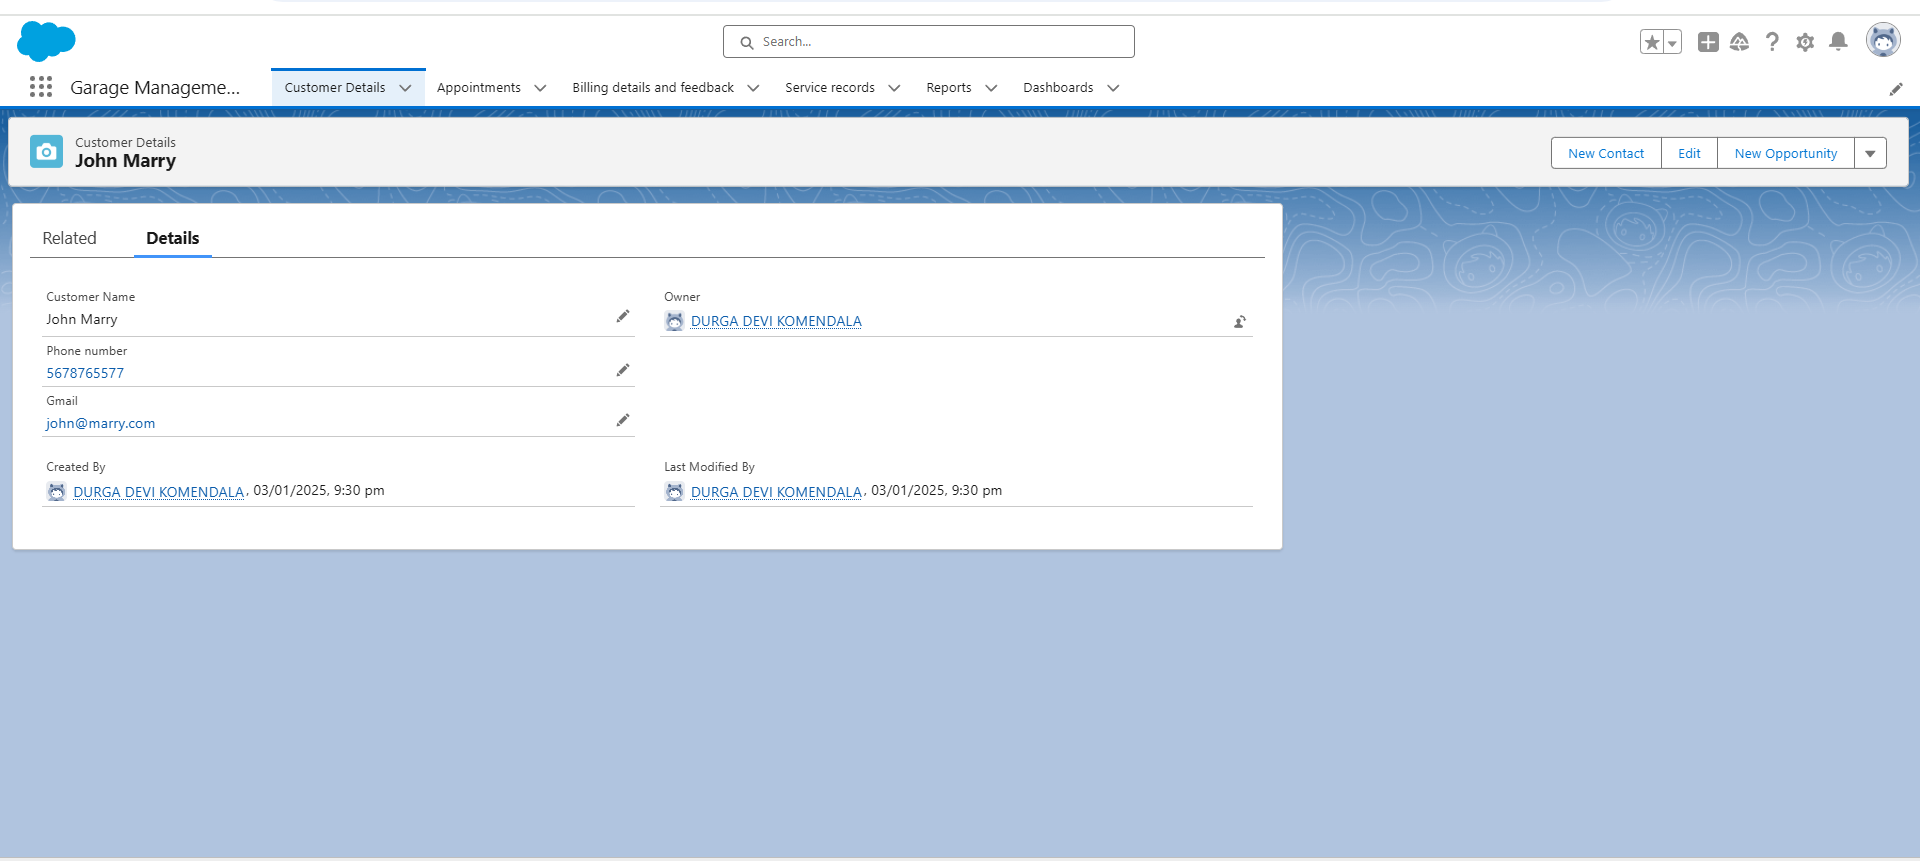 Search...
Garage Manageme...
Customer Details
Appointments
Billing details and feedback
Service records
Reports
Dashboards
Customer Details
John Marry
New Contact
Edit
New Opportunity
Related
Details
Customer Name
John Marry
Owner
DURGA DEVI KOMENDALA
Phone number
5678765577
Gmail
john@marry.com
Created By
DURGA DEVI KOMENDALA, 03/01/2025, 9:30 pm
Last Modified By
DURGA DEVI KOMENDALA, 03/01/2025, 9:30 pm